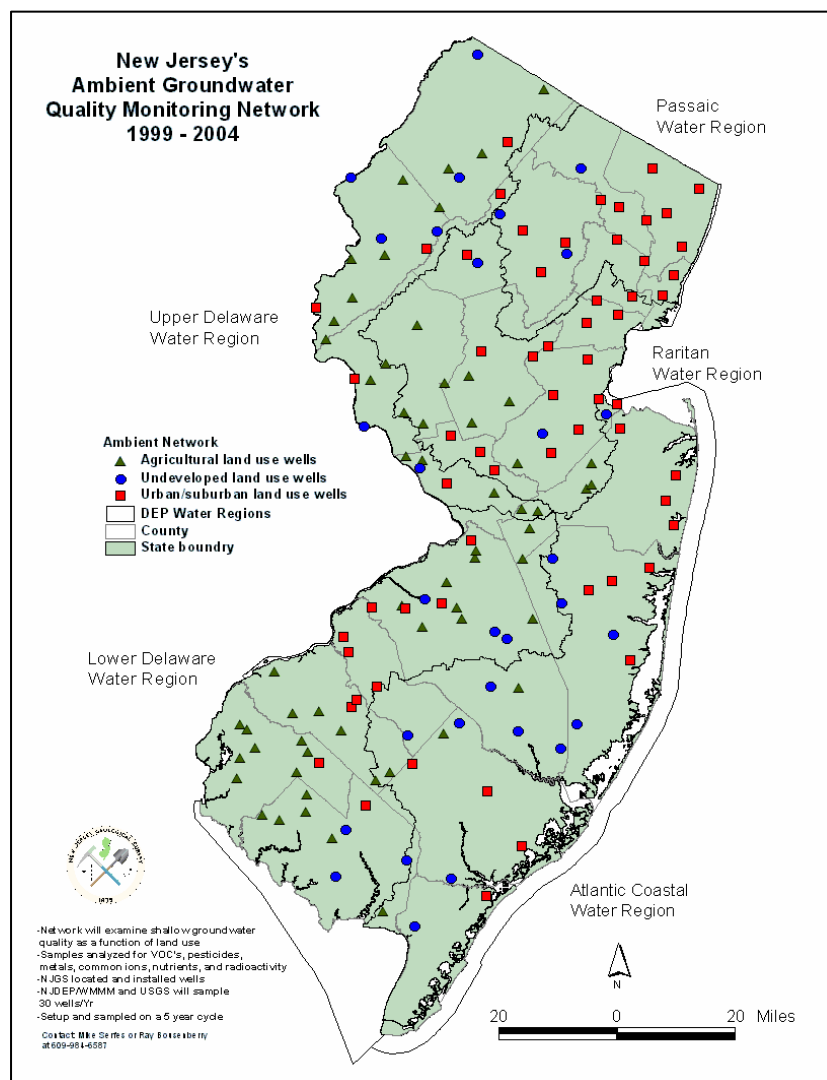 New Jersey's
Ambient Groundwater
Quality Monitoring Network
1999 - 2004
Passaic
Water Region
Upper Delaware
Water Region
Raritan
Water Region
Ambient Network
Agricultural land use wells
Undeveloped land use wells
Urban/suburban land use wells
DEP Water Regions
County
State boundry
Lower Delaware
Water Region
Atlantic Coastal
Water Region
NEW JERSEY GEOLOGICAL SURVEY
-Network will examine shallow groundwater
quality as a function of land use
-Samples analyzed for VOC's, pesticides,
metals, common ions, nutrients, and radioactivity
-NJGS located and installed wells
-NJDEP/WMMM and USGS will sample
30 wells/Yr
-Setup and sampled on a 5 year cycle
Contact: Mike Serfes or Ray Bousenberry
at 609-984-6587
N
20 0 20 Miles